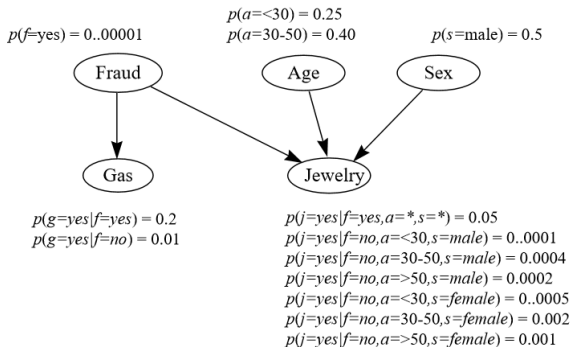 p(a=<30) = 0.25
p(f=yes) = 0..00001
p(a=30-50) = 0.40
p(s=male) = 0.5
Fraud
Age
Sex
Gas
Jewelry
p(g=yes|f=yes) = 0.2
p(g=yes|f=no) = 0.01
p(j=yes|f=yes,a=*,s=*) = 0.05
p(j=yes|f=no,a=<30,s=male) = 0..0001
p(j=yes|f=no,a=30-50,s=male) = 0.0004
p(j=yes|f=no,a=>50,s=male) = 0.0002
p(j=yes|f=no,a=<30,s=female) = 0..0005
p(j=yes|f=no,a=30-50,s=female) = 0.002
p(j=yes|f=no,a=>50,s=female) = 0.001